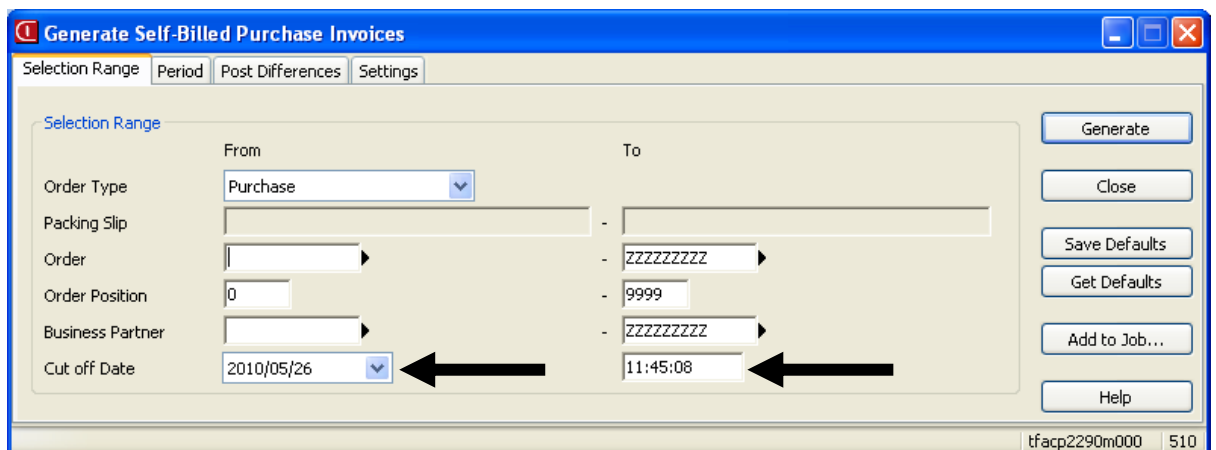 Generate Self-Billed Purchase Invoices
Selection Range Period Post Differences Settings
Selection Range
From To
Order Type Purchase
Packing Slip -
Order - ZZZZZZZZZ
Order Position 0 - 9999
Business Partner - ZZZZZZZZZ
Cut off Date 2010/05/26 11:45:08
Generate
Close
Save Defaults
Get Defaults
Add to Job...
Help
tfacp2290m000 510